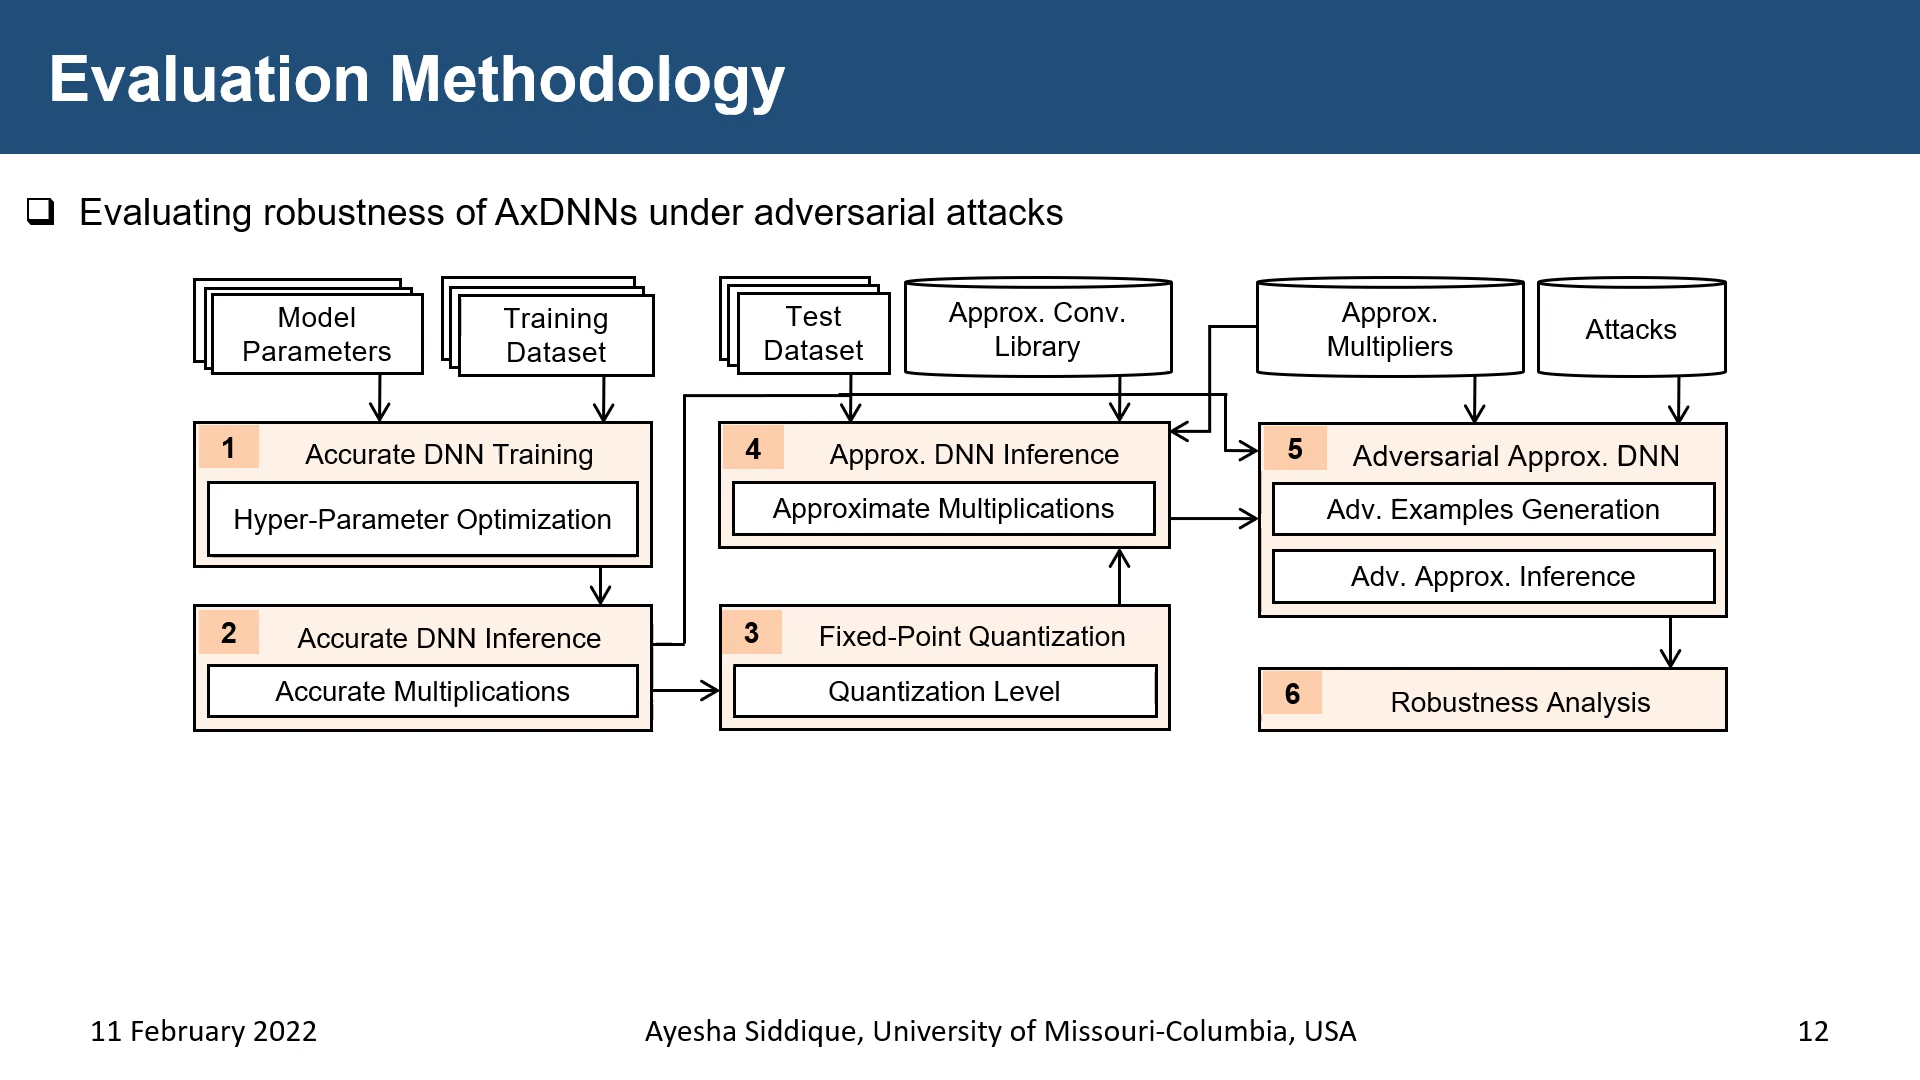 Evaluation Methodology
Evaluating robustness of AxDNNs under adversarial attacks
Model
Parameters
Training
Dataset
Test
Dataset
Approx. Conv.
Library
Approx.
Multipliers
Attacks
1
Accurate DNN Training
Hyper-Parameter Optimization
2
Accurate DNN Inference
Accurate Multiplications
3
Fixed-Point Quantization
Quantization Level
4
Approx. DNN Inference
Approximate Multiplications
5
Adversarial Approx. DNN
Adv. Examples Generation
Adv. Approx. Inference
6
Robustness Analysis
11 February 2022
Ayesha Siddique, University of Missouri-Columbia, USA
12